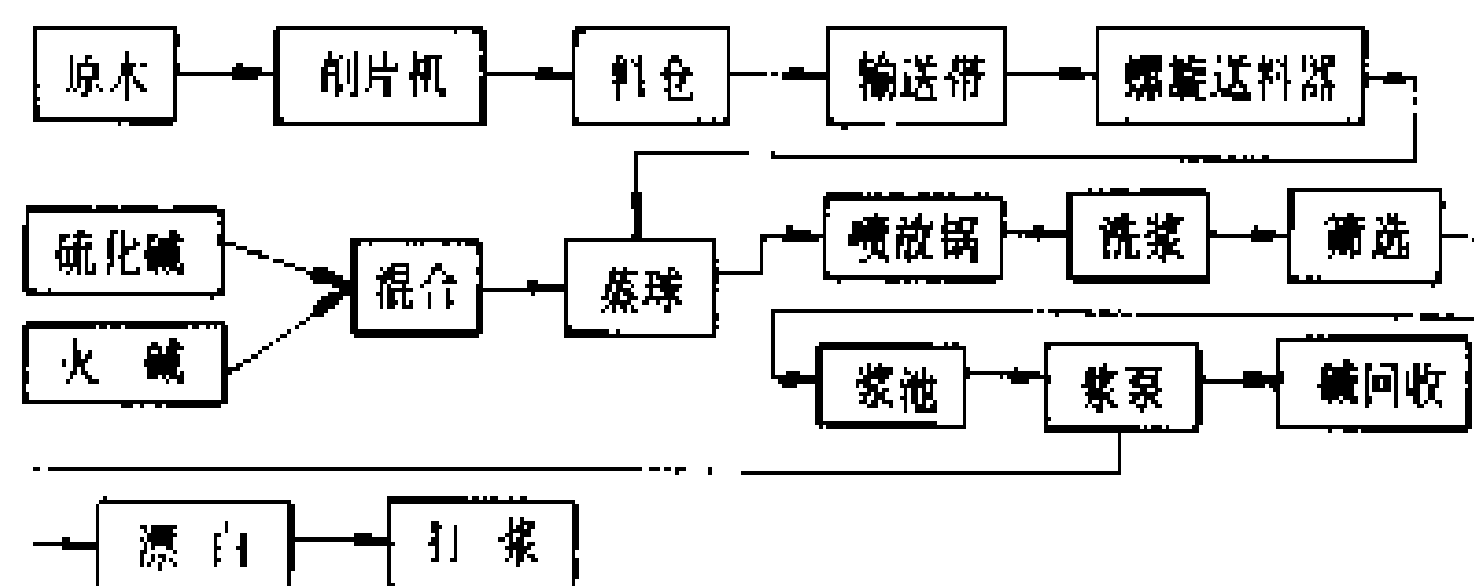 原木 削片机 料仓 输送带 螺旋送料器
硫化碱 混合 蒸球 喷放锅 洗浆 筛选
火碱 浆池 浆泵 碱回收
漂白 打浆